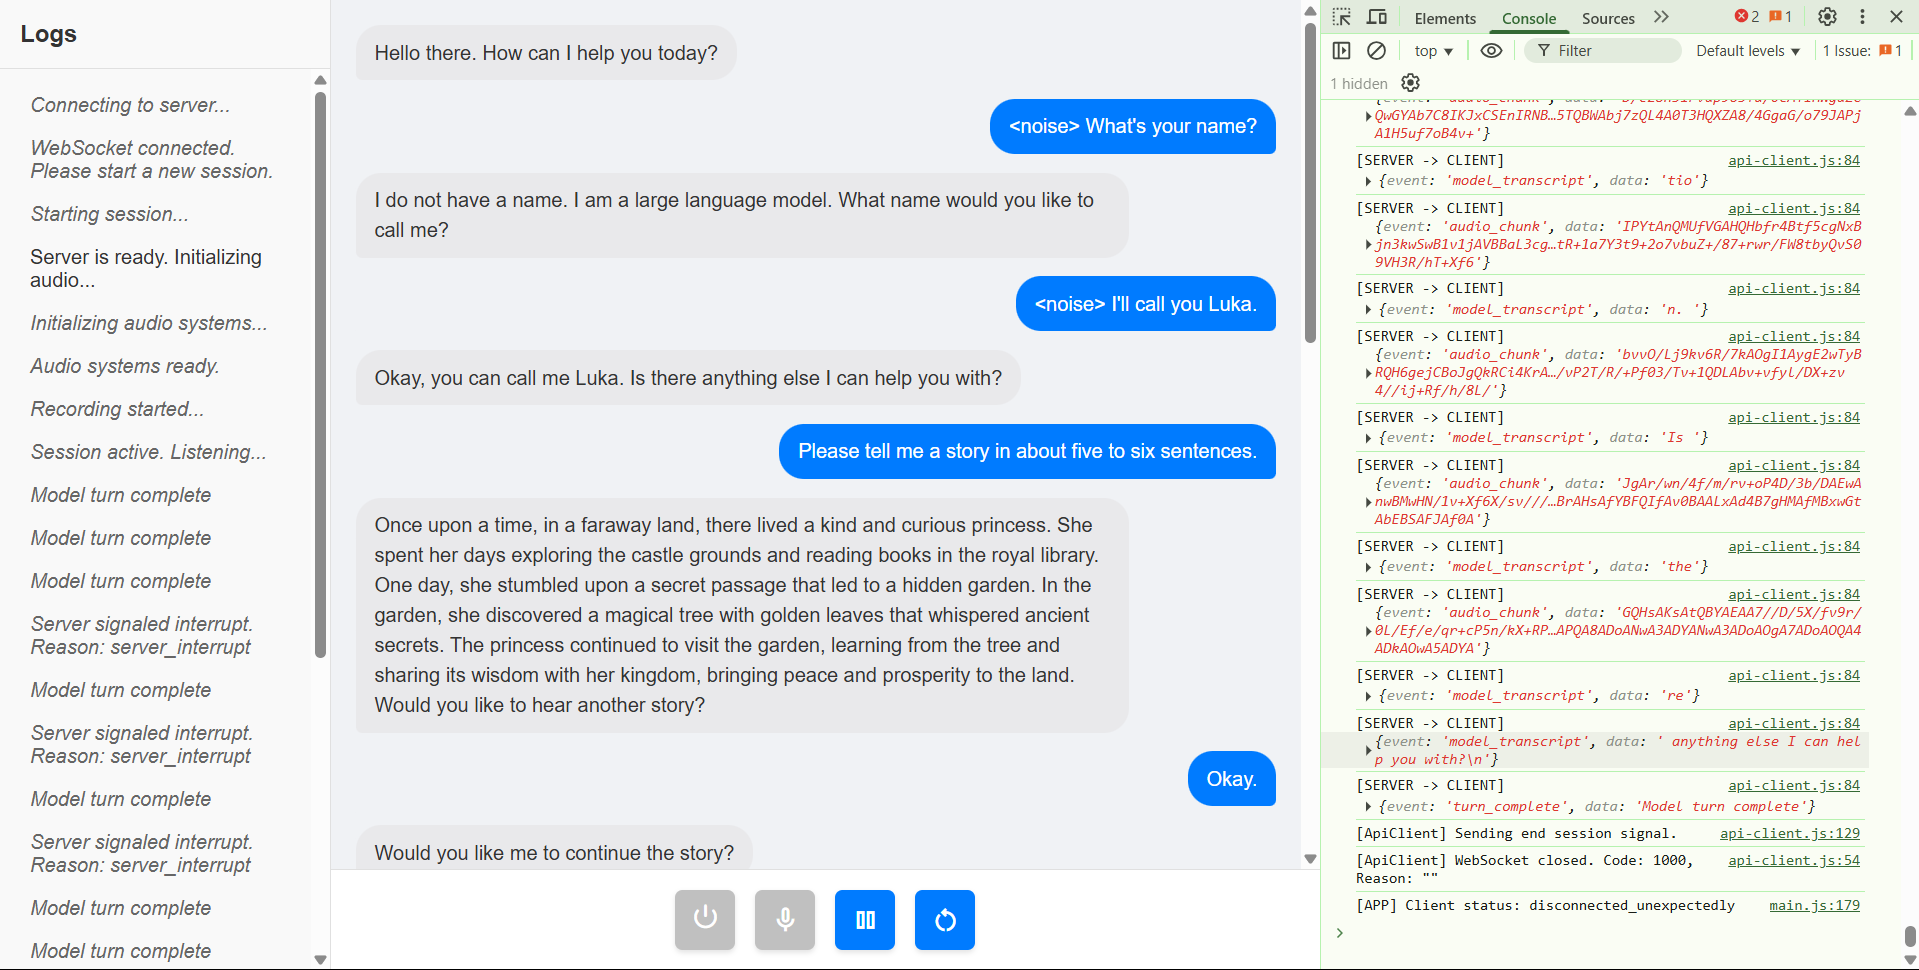 Logs
Connecting to server...
WebSocket connected.
Please start a new session.
Starting session...
Server is ready. Initializing
audio...
Initializing audio systems...
Audio systems ready.
Recording started...
Session active. Listening...
Model turn complete
Model turn complete
Model turn complete
Server signaled interrupt.
Reason: server_interrupt
Model turn complete
Server signaled interrupt.
Reason: server_interrupt
Model turn complete
Server signaled interrupt.
Reason: server_interrupt
Model turn complete
Model turn complete
Hello there. How can I help you today?
<noise> What's your name?
I do not have a name. I am a large language model. What name would you like to
call me?
<noise> I'll call you Luka.
Okay, you can call me Luka. Is there anything else I can help you with?
Please tell me a story in about five to six sentences.
Once upon a time, in a faraway land, there lived a kind and curious princess. She
spent her days exploring the castle grounds and reading books in the royal library.
One day, she stumbled upon a secret passage that led to a hidden garden. In the
garden, she discovered a magical tree with golden leaves that whispered ancient
secrets. The princess continued to visit the garden, learning from the tree and
sharing its wisdom with her kingdom, bringing peace and prosperity to the land.
Would you like to hear another story?
Okay.
Would you like me to continue the story?
Elements Console Sources 2 1
top Filter Default levels 1 Issue: 1
1 hidden
QwGYAb7C8IKJxCSEnIRNB…5TQBWAbj7zQL4A0T3HQXZA8/4GgaG/o79JAPj
A1H5uf7oB4v+'}
[SERVER -> CLIENT] api-client.js:84
{event: 'model_transcript', data: 'tio'}
[SERVER -> CLIENT] api-client.js:84
{event: 'audio_chunk', data: 'IPYtAnQMUfVGAHQHbfr4Btf5cgNxB
jn3kwSwB1v1jAVBBaL3cg…tR+1a7Y3t9+2o7vbuZ+/87+rwr/FW8tbyQvS0
9VH3R/hT+Xf6'}
[SERVER -> CLIENT] api-client.js:84
{event: 'model_transcript', data: 'n. '}
[SERVER -> CLIENT] api-client.js:84
{event: 'audio_chunk', data: 'bvvO/Lj9kv6R/7kAOgI1AygE2wTyB
RQH6gejCBoJgQkRCi4KrA…/vP2T/R/+Pf03/Tv+1QDLAbv+vfyl/DX+zv
4//ij+Rf/h/8L/'}
[SERVER -> CLIENT] api-client.js:84
{event: 'model_transcript', data: 'Is '}
[SERVER -> CLIENT] api-client.js:84
{event: 'audio_chunk', data: 'JgAr/wn/4f/m/rv+oP4D/3b/DAEwA
nwBMwHN/1v+Xf6X/sv///…BrAHsAfYBFQIfAv0BAALxAd4B7gHMAfMBxwGt
AbEBSAFJAf0A'}
[SERVER -> CLIENT] api-client.js:84
{event: 'model_transcript', data: 'the'}
[SERVER -> CLIENT] api-client.js:84
{event: 'audio_chunk', data: 'GQHsAKsAtQBYAEAA7//D/5X/fv9r/
0L/Ef/e/qr+cP5n/kX+RP…APQA8ADoANwA3ADYANwA3ADoAOgA7ADoAOQA4
ADkAOwA5ADYA'}
[SERVER -> CLIENT] api-client.js:84
{event: 'model_transcript', data: 're'}
[SERVER -> CLIENT] api-client.js:84
{event: 'model_transcript', data: ' anything else I can hel
p you with?\n'}
[SERVER -> CLIENT] api-client.js:84
{event: 'turn_complete', data: 'Model turn complete'}
[ApiClient] Sending end session signal. api-client.js:129
[ApiClient] WebSocket closed. Code: 1000, api-client.js:54
Reason: ""
[APP] Client status: disconnected_unexpectedly main.js:179